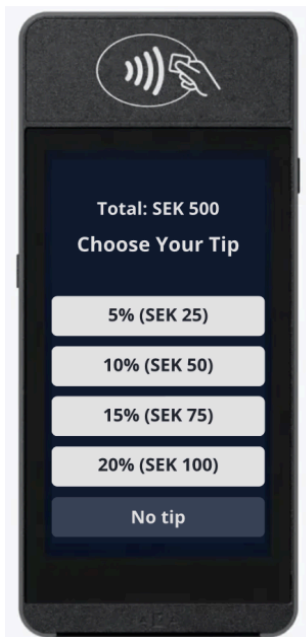 Total: SEK 500
Choose Your Tip
5% (SEK 25)
10% (SEK 50)
15% (SEK 75)
20% (SEK 100)
No tip